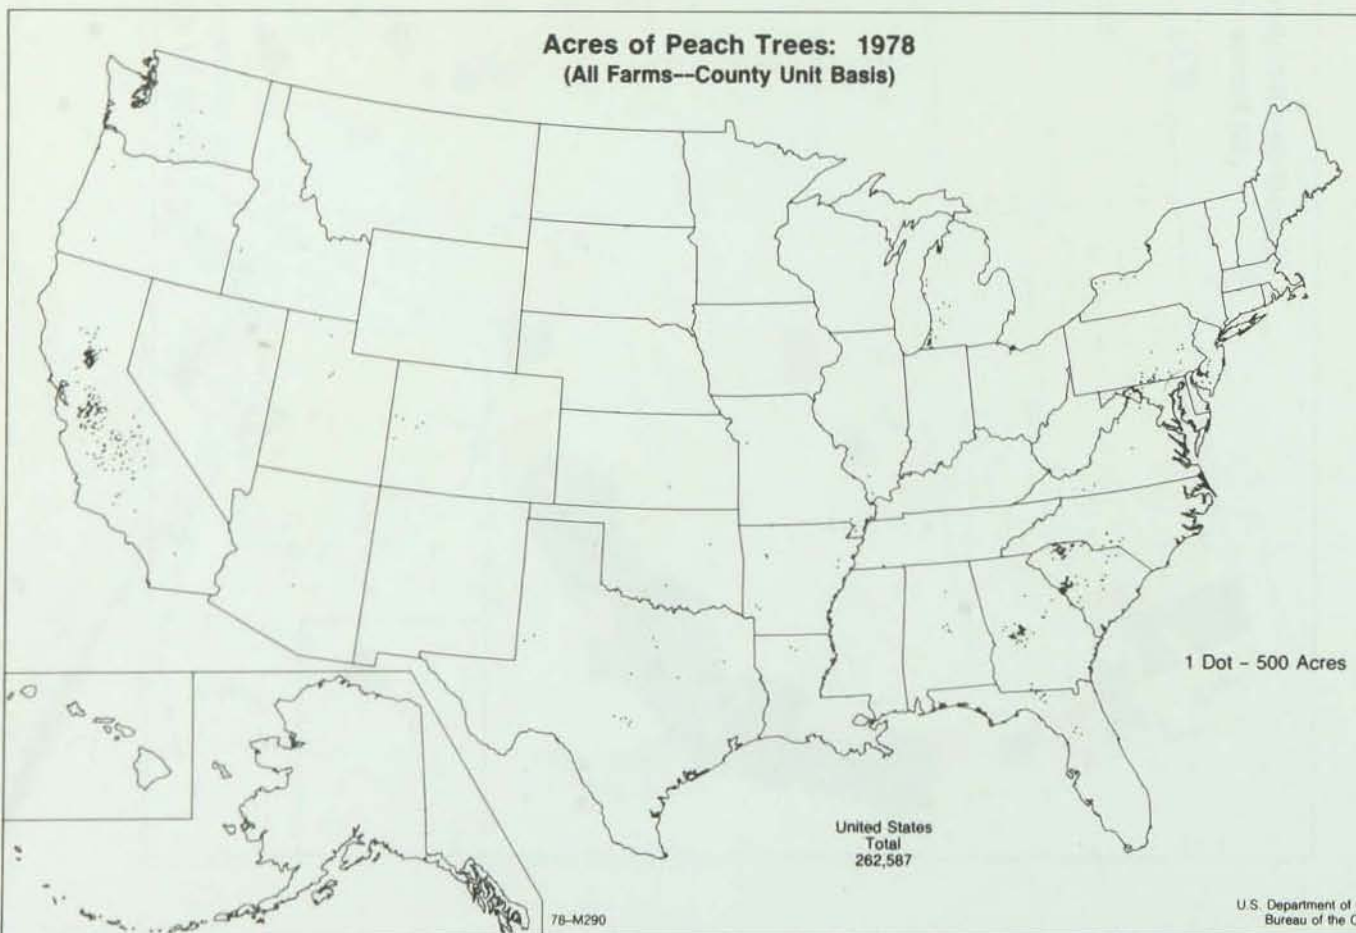 Acres of Peach Trees: 1978
(All Farms--County Unit Basis)
1 Dot - 500 Acres
United States
Total
262,587
78-M290
U.S. Department of
Bureau of the C